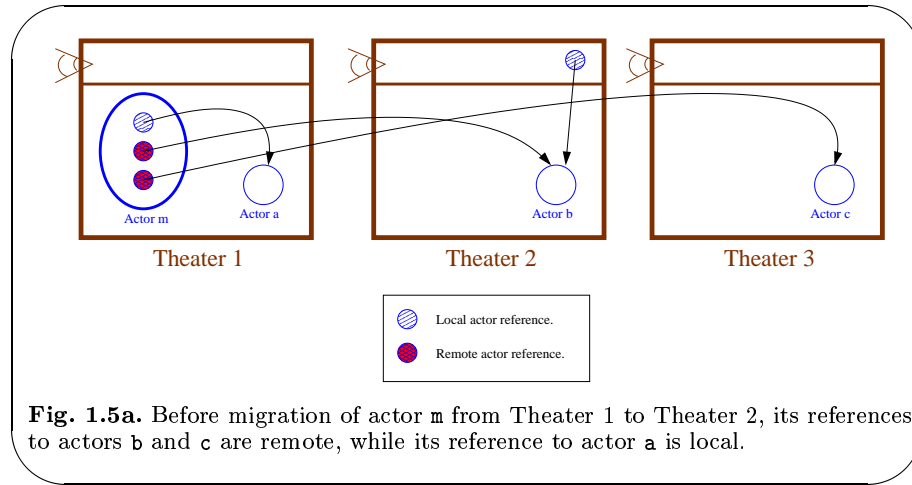 Actor m
Actor a
Actor b
Actor c
Theater 1
Theater 2
Theater 3
Local actor reference.
Remote actor reference.
Fig. 1.5a. Before migration of actor m from Theater 1 to Theater 2, its references
to actors b and c are remote, while its reference to actor a is local.